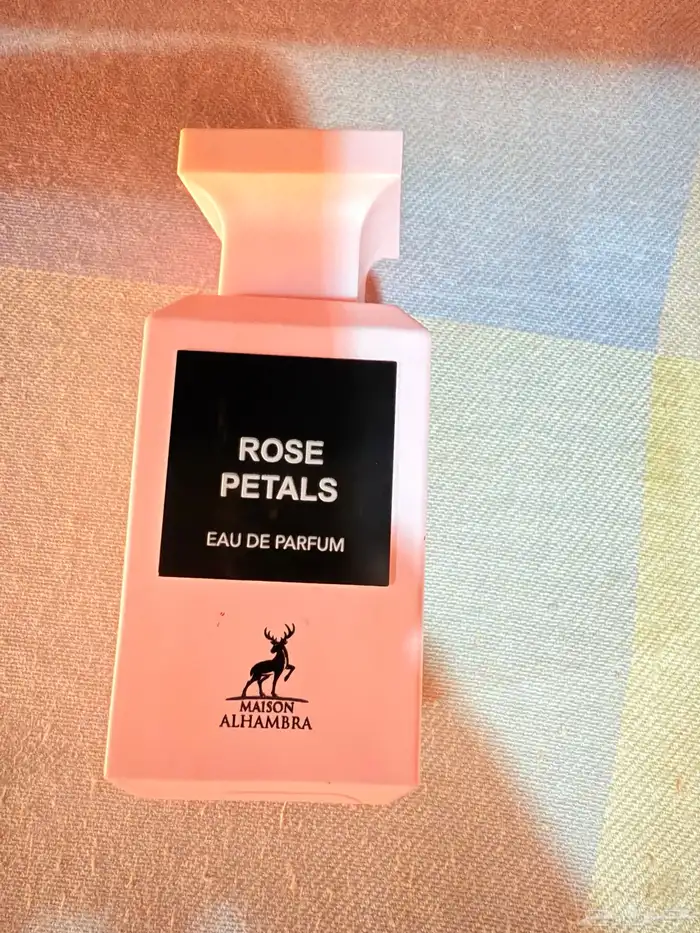 ROSE
PETALS
EAU DE PARFUM
MAISON
ALHAMBRA